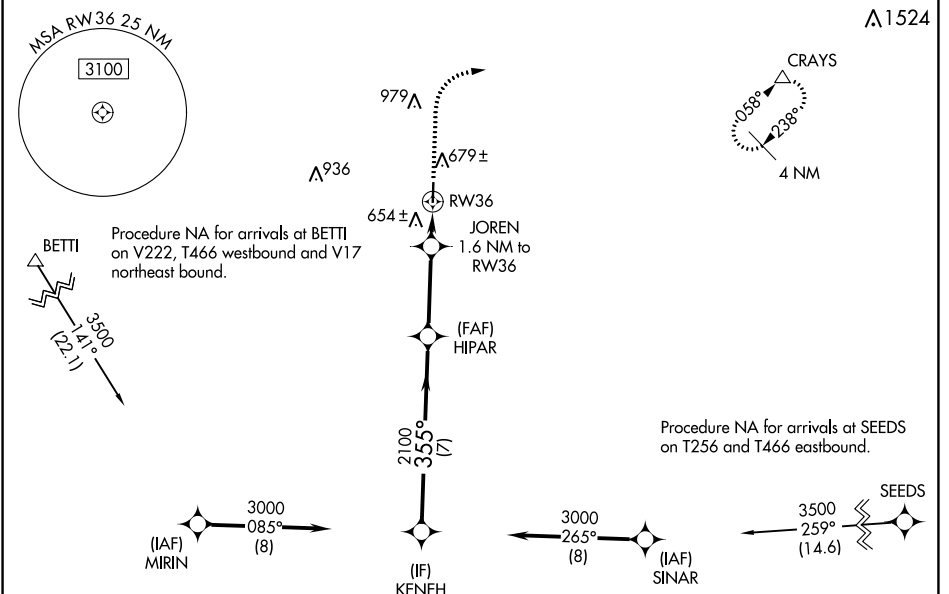 MSA RW36 25 NM
3100
1524
CRAYS
058°
238°
4 NM
979
936
679±
RW36
654±
JOREN
1.6 NM to
RW36
Procedure NA for arrivals at BETTI
on V222, T466 westbound and V17
northeast bound.
BETTI
3500
141°
(22.1)
(FAF)
HIPAR
2100
355°
(7)
Procedure NA for arrivals at SEEDS
on T256 and T466 eastbound.
SEEDS
3500
259°
(14.6)
3000
085°
(8)
(IAF)
MIRIN
(IF)
KENEH
3000
265°
(8)
(IAF)
SINAR